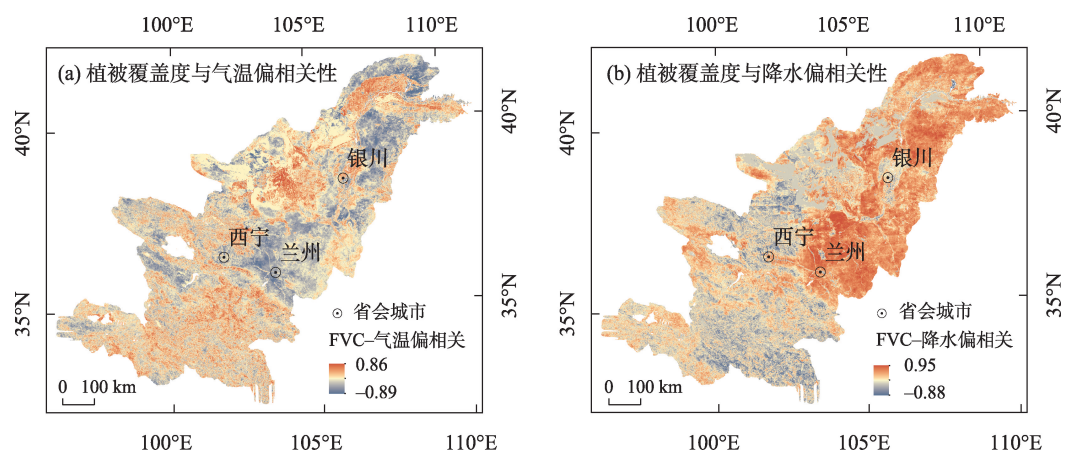 100°E 105°E 110°E
(a) 植被覆盖度与气温偏相关性
40°N
40°N
银川
西宁
兰州
35°N
35°N
省会城市
FVC–气温偏相关
0.86
–0.89
0 100 km
100°E 105°E 110°E
100°E 105°E 110°E
(b) 植被覆盖度与降水偏相关性
40°N
40°N
银川
西宁
兰州
35°N
35°N
省会城市
FVC–降水偏相关
0.95
–0.88
0 100 km
100°E 105°E 110°E